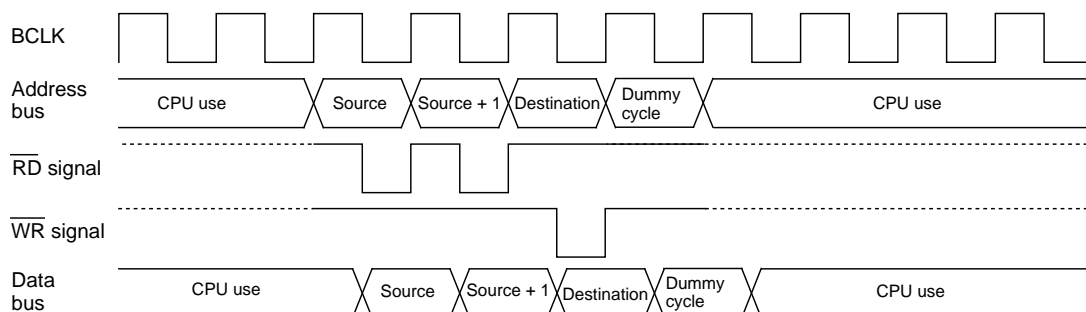 BCLK
Address
bus
CPU use
Source
Source + 1
Destination
Dummy
cycle
CPU use
RD signal
WR signal
Data
bus
CPU use
Source
Source + 1
Destination
Dummy
cycle
CPU use